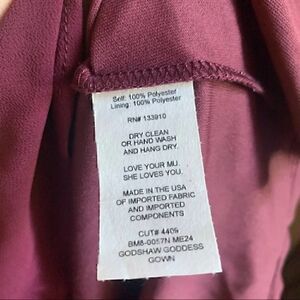 Self: 100% Polyester
Lining: 100% Polyester
RN# 133910
DRY CLEAN
OR HAND WASH
AND HANG DRY.
LOVE YOUR MU.
SHE LOVES YOU.
MADE IN THE USA
OF IMPORTED FABRIC
AND IMPORTED
COMPONENTS
CUT# 4409
BM8-0057N ME24
GODSHAW GODDESS
GOWN